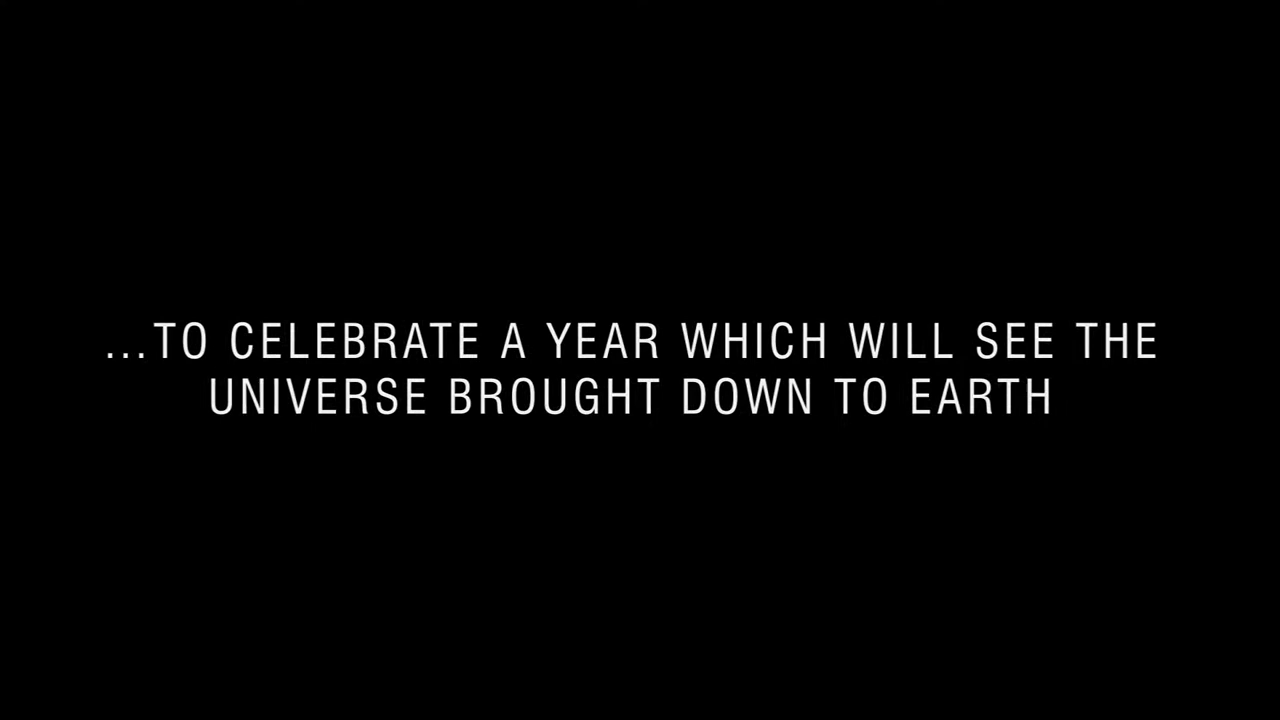 ...TO CELEBRATE A YEAR WHICH WILL SEE THE
UNIVERSE BROUGHT DOWN TO EARTH